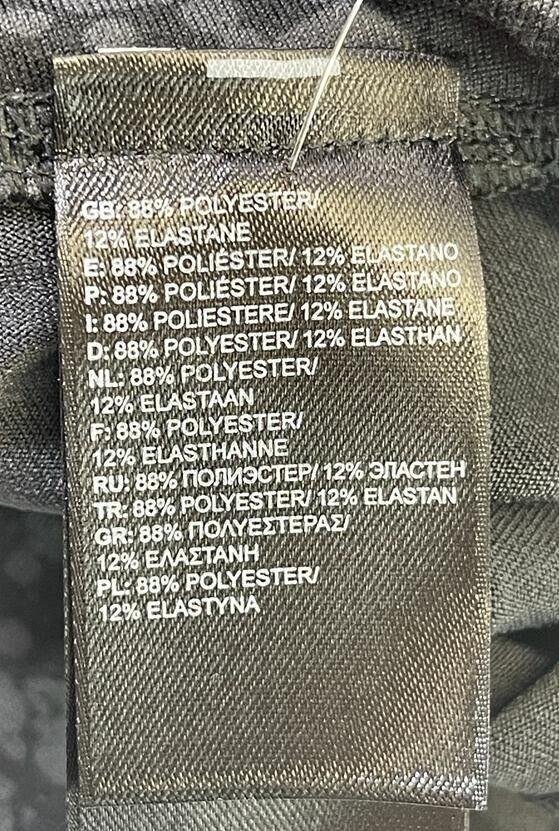 GB: 88% POLYESTER/
12% ELASTANE
E: 88% POLIÉSTER/ 12% ELASTANO
P: 88% POLIÉSTER/ 12% ELASTANO
I: 88% POLIESTERE/ 12% ELASTANE
D: 88% POLYESTER/ 12% ELASTHAN
NL: 88% POLYESTER/
12% ELASTAAN
F: 88% POLYESTER/
12% ELASTHANNE
RU: 88% ПОЛИЭСТЕР/ 12% ЭЛАСТЕН
TR: 88% POLYESTER/ 12% ELASTAN
GR: 88% ΠΟΛΥΕΣΤΕΡΑΣ/
12% ΕΛΑΣΤΑΝΗ
PL: 88% POLYESTER/
12% ELASTYNA